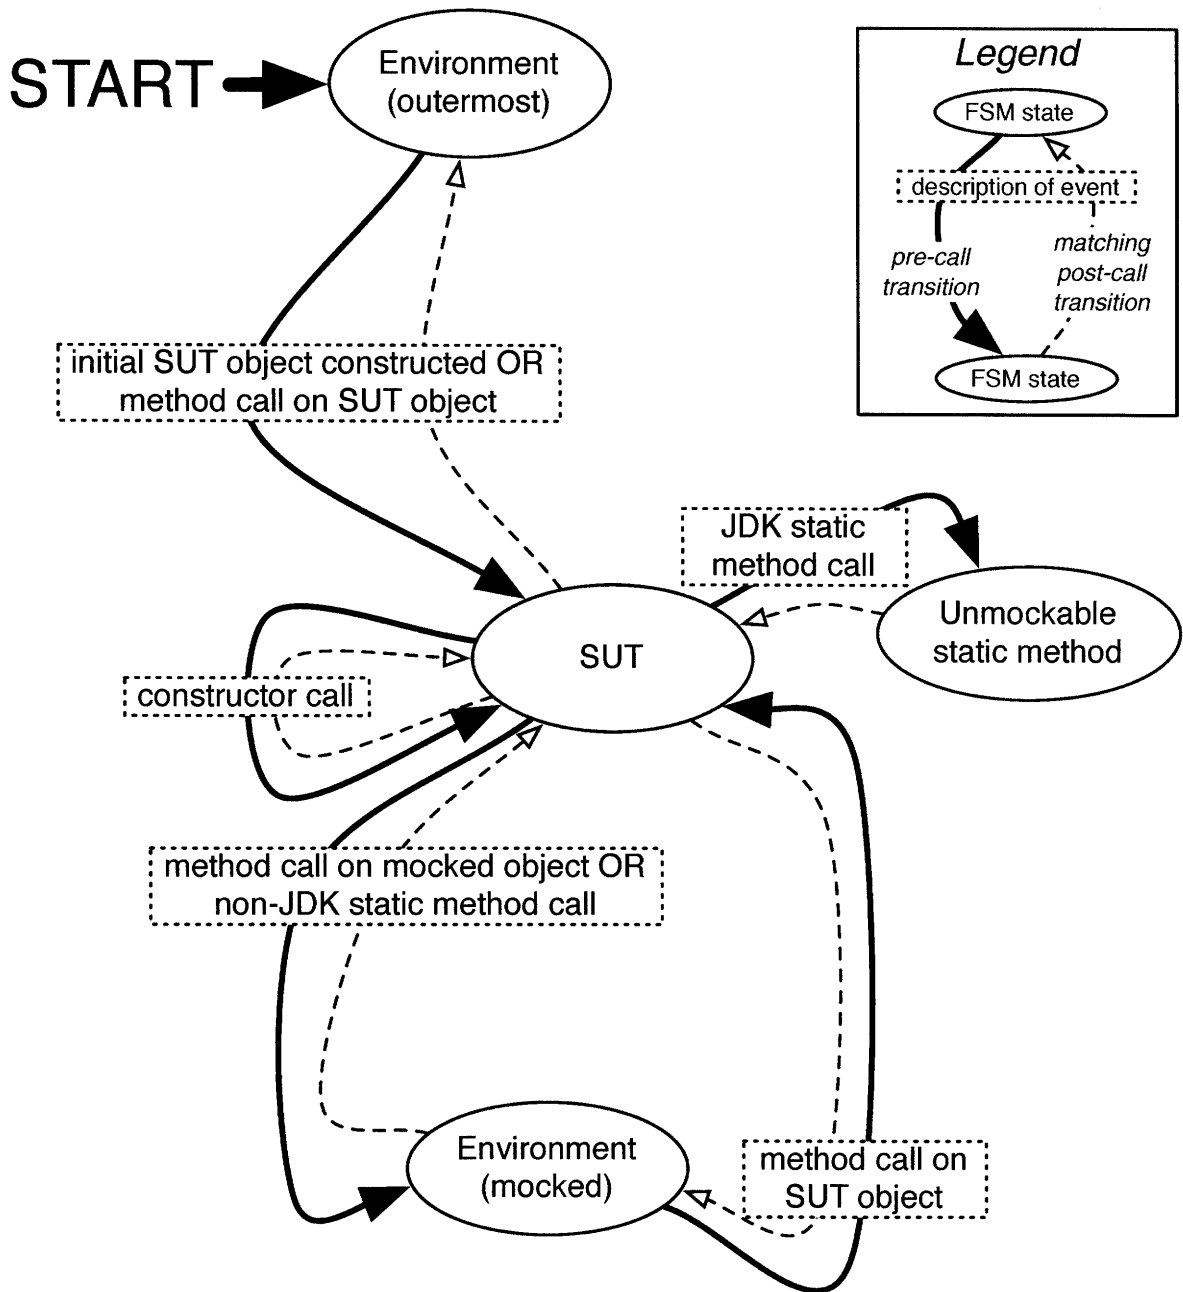 START
Environment
(outermost)
Legend
FSM state
description of event
pre-call
transition
matching
post-call
transition
FSM state
initial SUT object constructed OR
method call on SUT object
JDK static
method call
Unmockable
static method
SUT
constructor call
method call on mocked object OR
non-JDK static method call
Environment
(mocked)
method call on
SUT object